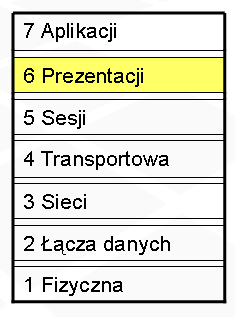 7 Aplikacji
6 Prezentacji
5 Sesji
4 Transportowa
3 Sieci
2 Łącza danych
1 Fizyczna